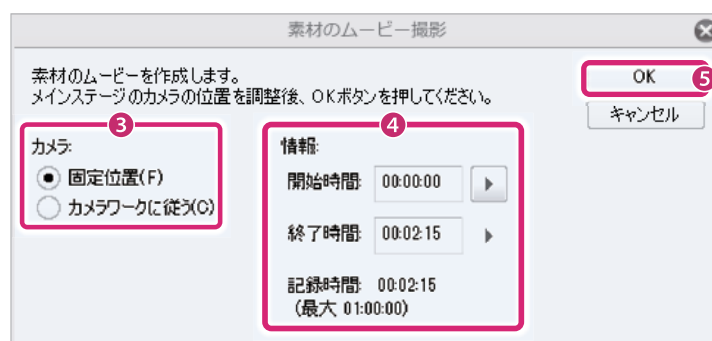 素材のムービー撮影
素材のムービーを作成します。
メインステージのカメラの位置を調整後、OKボタンを押してください。
OK
5
キャンセル
3
カメラ:
固定位置(F)
カメラワークに従う(C)
4
情報:
開始時間: 00:00:00
終了時間: 00:02:15
記録時間: 00:02:15
(最大 01:00:00)